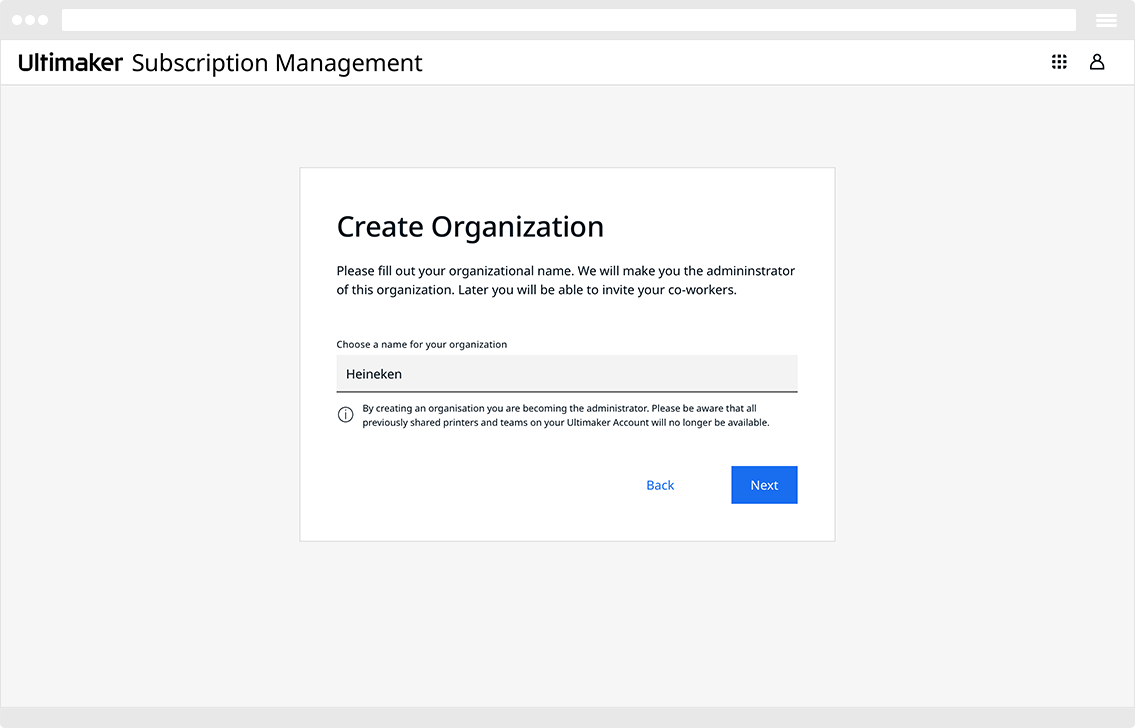 Ultimaker Subscription Management
Create Organization
Please fill out your organizational name. We will make you the admininstrator
of this organization. Later you will be able to invite your co-workers.
Choose a name for your organization
Heineken
By creating an organisation you are becoming the administrator. Please be aware that all
previously shared printers and teams on your Ultimaker Account will no longer be available.
Back Next